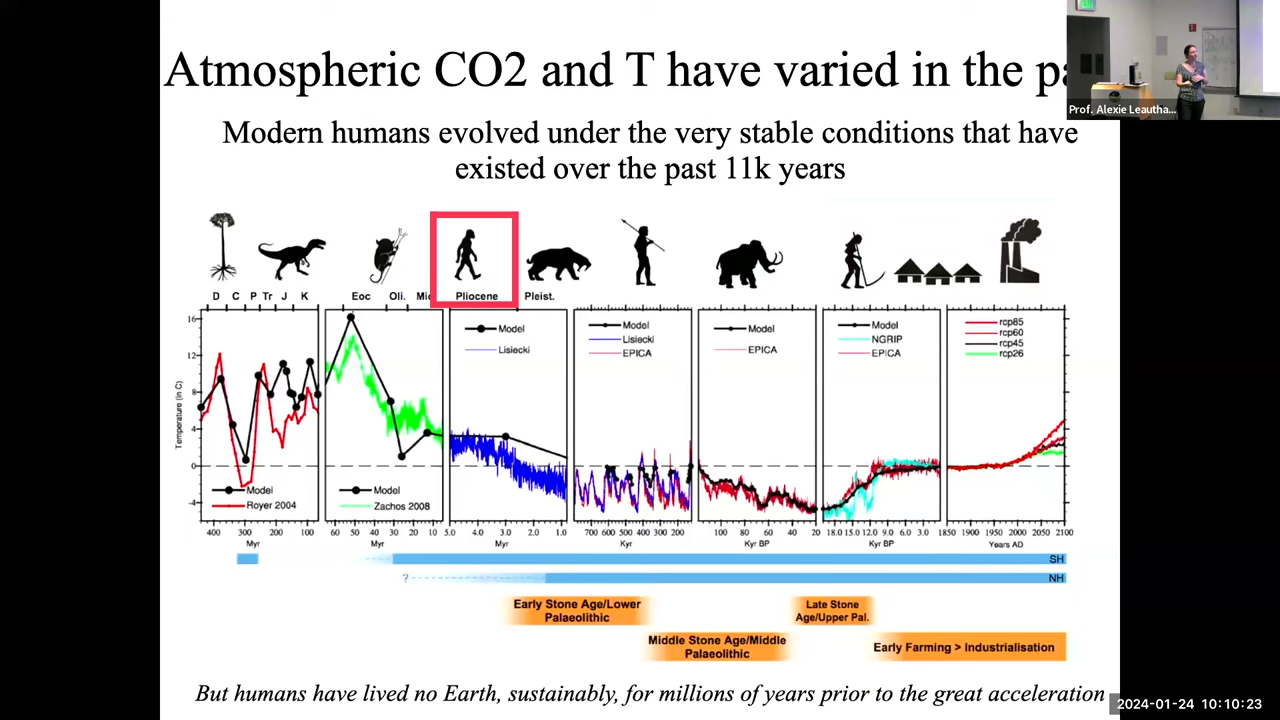 Atmospheric CO2 and T have varied in the pa
Prof. Alexie Leautha...
Modern humans evolved under the very stable conditions that have
existed over the past 11k years
D C P Tr J K Eoc Oli. Mio Pliocene Pleist.
Temperature (in C)
16
12
8
4
0
-4
Model
Royer 2004
400 300 200 100
Myr
Model
Zachos 2008
60 50 40 30 20 10
Myr
Model
Lisiecki
5.0 4.0 3.0 2.0 1.0
Myr
Model
Lisiecki
EPICA
700 600 500 400 300 200
Kyr
Model
EPICA
100 80 60 40 20
Kyr BP
Model
NGRIP
EPICA
18.0 15.0 12.0 9.0 6.0 3.0
Kyr BP
rcp85
rcp60
rcp45
rcp26
1850 1900 1950 2000 2050 2100
Years AD
SH
? NH
Early Stone Age/Lower
Palaeolithic
Late Stone
Age/Upper Pal.
Middle Stone Age/Middle
Palaeolithic
Early Farming > Industrialisation
But humans have lived no Earth, sustainably, for millions of years prior to the great acceleration
2024-01-24 10:10:23